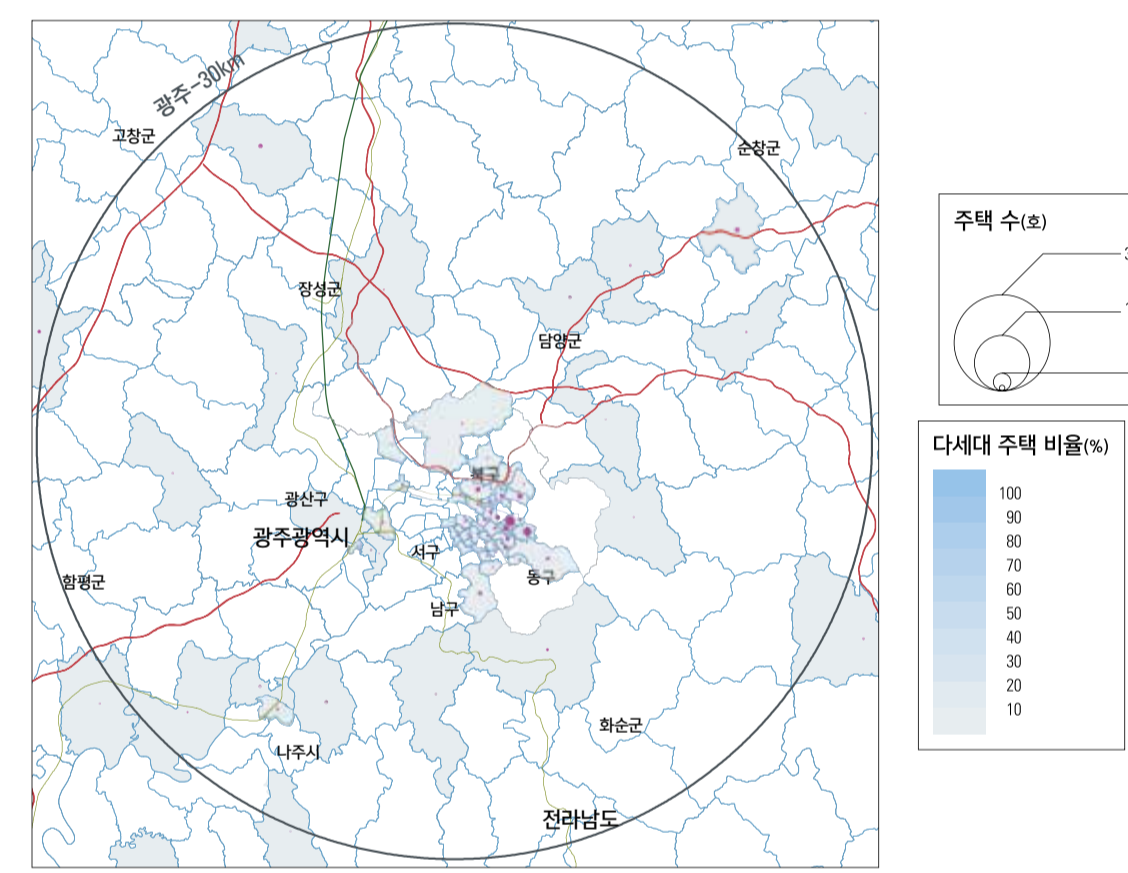 광주-30km
고창군
순창군
장성군
담양군
북구
광산구
광주광역시
서구
동구
함평군
남구
화순군
나주시
전라남도
주택 수(호)
다세대 주택 비율(%)
100
90
80
70
60
50
40
30
20
10